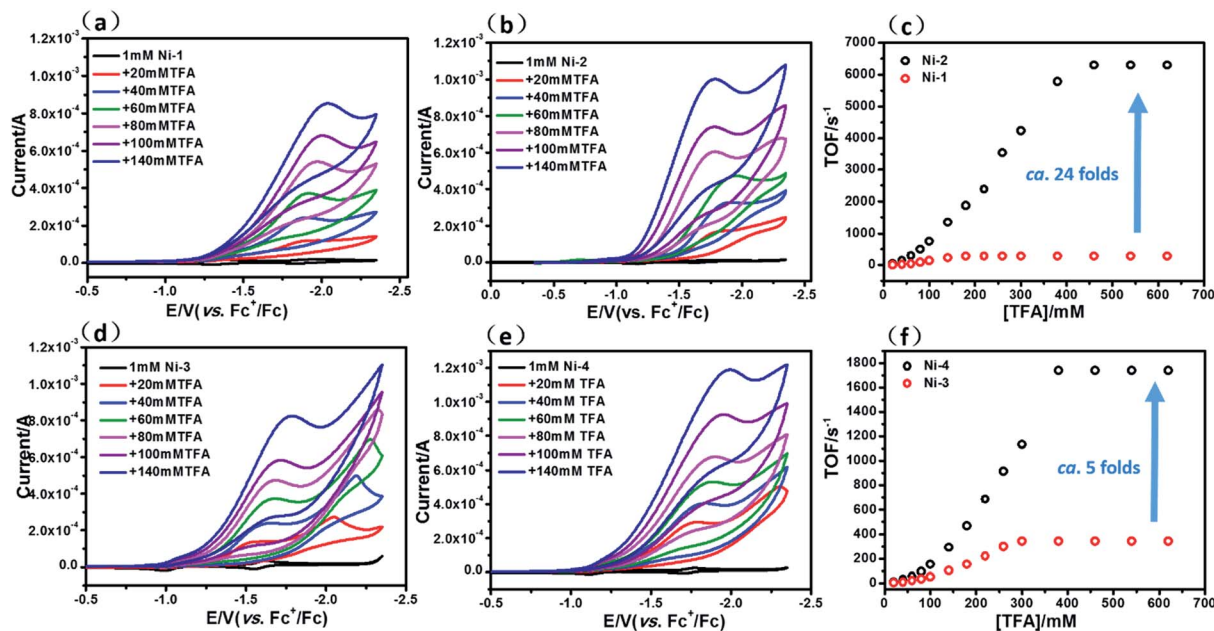 (a)
1.2x10⁻³
1.0x10⁻³
8.0x10⁻⁴
6.0x10⁻⁴
4.0x10⁻⁴
2.0x10⁻⁴
0.0
Current/A
1mM Ni-1
+20mMTFA
+40mMTFA
+60mMTFA
+80mMTFA
+100mMTFA
+140mMTFA
-0.5 -1.0 -1.5 -2.0 -2.5
E/V(vs. Fc⁺/Fc)
(b)
1.2x10⁻³
1.0x10⁻³
8.0x10⁻⁴
6.0x10⁻⁴
4.0x10⁻⁴
2.0x10⁻⁴
0.0
Current/A
1mM Ni-2
+20mMTFA
+40mMTFA
+60mMTFA
+80mMTFA
+100mMTFA
+140mMTFA
0.0 -0.5 -1.0 -1.5 -2.0 -2.5
E/V(vs. Fc⁺/Fc)
(c)
7000
6000
5000
4000
3000
2000
1000
0
TOF/s⁻¹
Ni-2
Ni-1
ca. 24 folds
0 100 200 300 400 500 600 700
[TFA]/mM
(d)
1.2x10⁻³
1.0x10⁻³
8.0x10⁻⁴
6.0x10⁻⁴
4.0x10⁻⁴
2.0x10⁻⁴
0.0
Current/A
1mM Ni-3
+20mMTFA
+40mMTFA
+60mMTFA
+80mMTFA
+100mMTFA
+140mMTFA
-0.5 -1.0 -1.5 -2.0 -2.5
E/V(vs. Fc⁺/Fc)
(e)
1.2x10⁻³
1.0x10⁻³
8.0x10⁻⁴
6.0x10⁻⁴
4.0x10⁻⁴
2.0x10⁻⁴
0.0
Current/A
1mM Ni-4
+20mM TFA
+40mM TFA
+60mM TFA
+80mM TFA
+100mM TFA
+140mM TFA
-0.5 -1.0 -1.5 -2.0 -2.5
E/V(vs. Fc⁺/Fc)
(f)
1800
1600
1400
1200
1000
800
600
400
200
0
TOF/s⁻¹
Ni-4
Ni-3
ca. 5 folds
0 100 200 300 400 500 600 700
[TFA]/mM